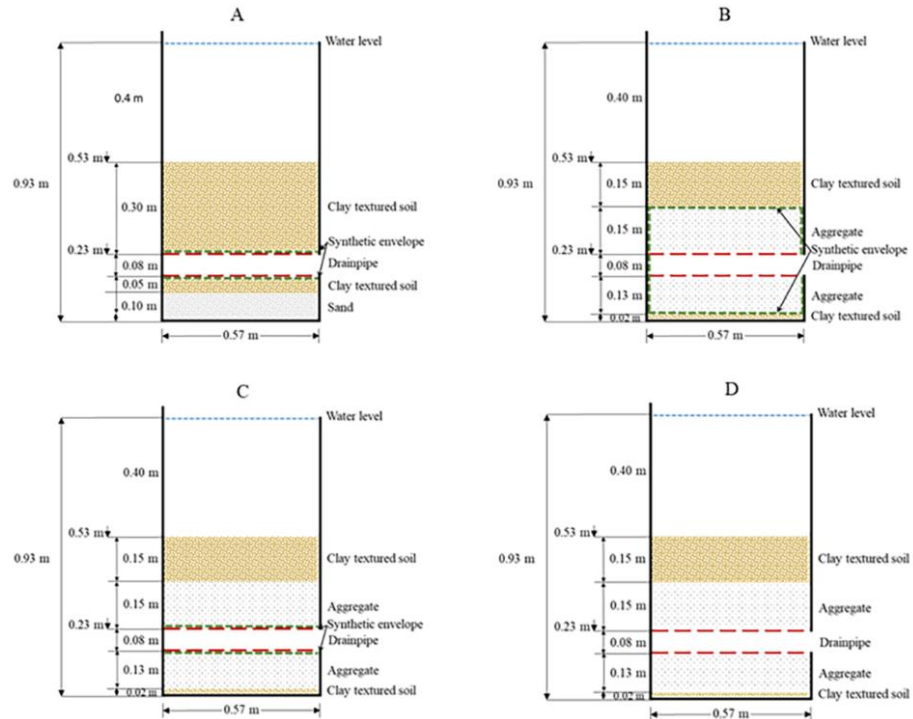 A
Water level
0.4 m
0.53 m
0.93 m
0.30 m
Clay textured soil
Synthetic envelope
0.23 m
Drainpipe
0.08 m
Clay textured soil
0.05 m
0.10 m
Sand
0.57 m
B
Water level
0.40 m
0.53 m
0.93 m
0.15 m
Clay textured soil
0.15 m
Aggregate
0.23 m
Synthetic envelope
0.08 m
Drainpipe
0.13 m
Aggregate
0.02 m
Clay textured soil
0.57 m
C
Water level
0.40 m
0.53 m
0.93 m
0.15 m
Clay textured soil
0.15 m
Aggregate
0.23 m
Synthetic envelope
0.08 m
Drainpipe
0.13 m
Aggregate
0.02 m
Clay textured soil
0.57 m
D
Water level
0.40 m
0.53 m
0.93 m
0.15 m
Clay textured soil
0.15 m
Aggregate
0.23 m
0.08 m
Drainpipe
0.13 m
Aggregate
0.02 m
Clay textured soil
0.57 m